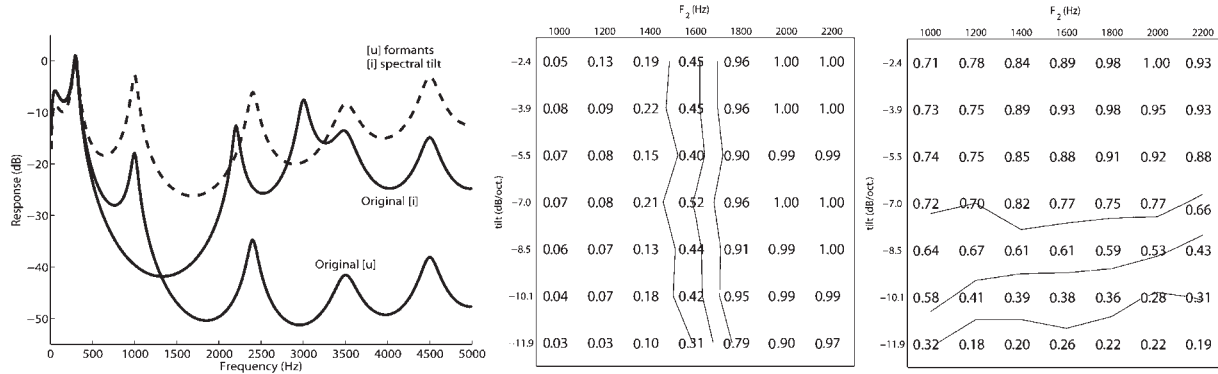 [u] formants
[i] spectral tilt
Original [i]
Original [u]
Response (dB)
0
−10
−20
−30
−40
−50
0 500 1000 1500 2000 2500 3000 3500 4000 4500 5000
Frequency (Hz)
F2 (Hz)
1000 1200 1400 1600 1800 2000 2200
tilt (dB/oct.)
−2.4 0.05 0.13 0.19 0.45 0.96 1.00 1.00
−3.9 0.08 0.09 0.22 0.45 0.96 1.00 1.00
−5.5 0.07 0.08 0.15 0.40 0.90 0.99 0.99
−7.0 0.07 0.08 0.21 0.52 0.96 1.00 1.00
−8.5 0.06 0.07 0.13 0.44 0.91 0.99 1.00
−10.1 0.04 0.07 0.18 0.42 0.95 0.99 0.99
−11.9 0.03 0.03 0.10 0.31 0.79 0.90 0.97
F2 (Hz)
1000 1200 1400 1600 1800 2000 2200
tilt (dB/oct.)
−2.4 0.71 0.78 0.84 0.89 0.98 1.00 0.93
−3.9 0.73 0.75 0.89 0.93 0.98 0.95 0.93
−5.5 0.74 0.75 0.85 0.88 0.91 0.92 0.88
−7.0 0.72 0.70 0.82 0.77 0.75 0.77 0.66
−8.5 0.64 0.67 0.61 0.61 0.59 0.53 0.43
−10.1 0.58 0.41 0.39 0.38 0.36 0.28 0.31
−11.9 0.32 0.18 0.20 0.26 0.22 0.22 0.19